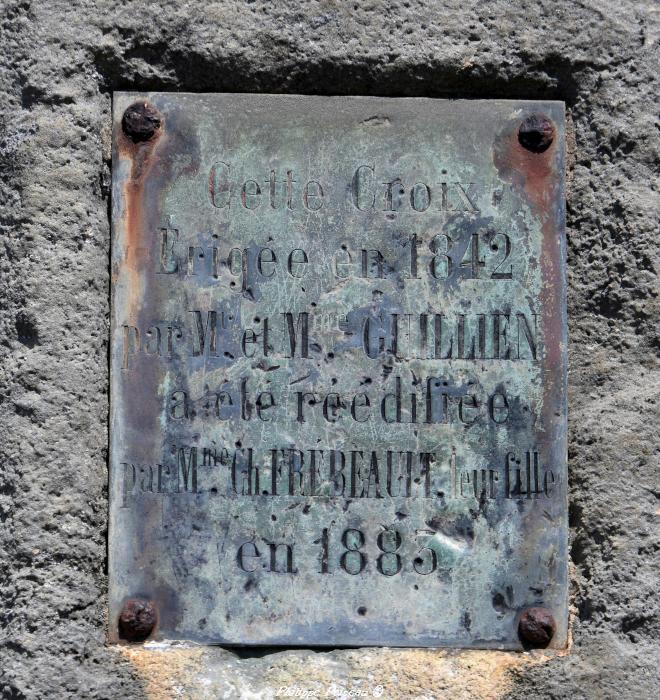 Cette Croix
Erigée en 1842
par Mr et Mme GUILLIEN
a été réédifiée
par Mme Ch. FRÉBEAULT, leur fille
en 1883